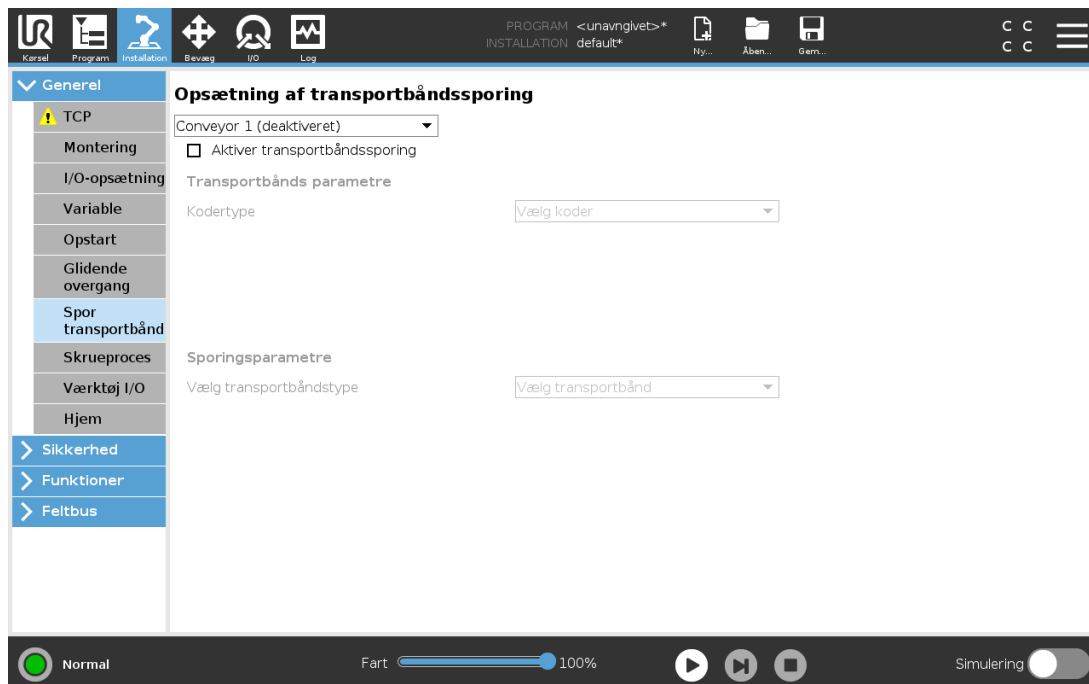 PROGRAM <unavngivet>*
INSTALLATION default*
C C
C C
UR
Kørsel
Program
Installation
Bevæg
I/O
Log
Ny...
Åben...
Gem...
Generel
TCP
Montering
I/O-opsætning
Variable
Opstart
Glidende
overgang
Spor
transportbånd
Skrueproces
Værktøj I/O
Hjem
Sikkerhed
Funktioner
Feltbus
Opsætning af transportbåndssporing
Conveyor 1 (deaktiveret)
Aktiver transportbåndssporing
Transportbånds parametre
Kodertype
Vælg koder
Sporingsparametre
Vælg transportbåndstype
Vælg transportbånd
Normal
Fart
100%
Simulering